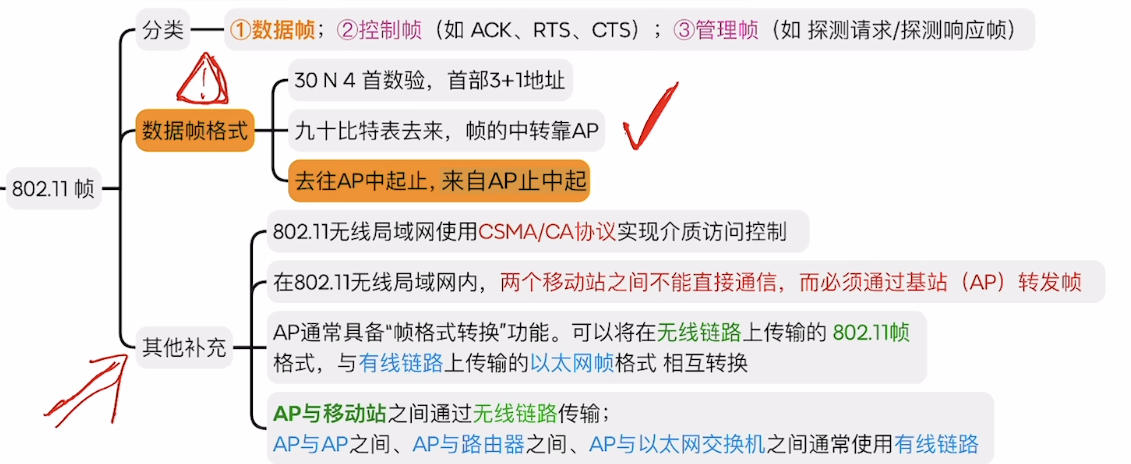 分类
①数据帧；②控制帧（如 ACK、RTS、CTS）；③管理帧（如 探测请求/探测响应帧）
30 N 4 首数验，首部3+1地址
数据帧格式
九十比特表去来，帧的中转靠AP
去往AP中起止，来自AP止中起
802.11 帧
802.11无线局域网使用CSMA/CA协议实现介质访问控制
在802.11无线局域网内，两个移动站之间不能直接通信，而必须通过基站（AP）转发帧
其他补充
AP通常具备“帧格式转换”功能。可以将在无线链路上传输的 802.11帧
格式，与有线链路上传输的以太网帧格式 相互转换
AP与移动站之间通过无线链路传输；
AP与AP之间、AP与路由器之间、AP与以太网交换机之间通常使用有线链路